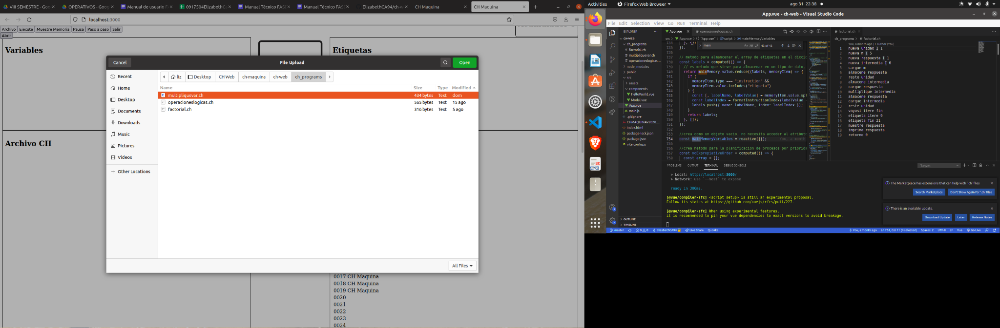 VIII SEMESTRE - Goo
OPERATIVOS - Goog
Manual de usuario F
0917504ElizabethCa
Manual Técnico FASE
Manual Técnico FASE
ElizabethCA94/ch-w
CH Maquina
CH Maquina
localhost:3000
Archivo Ejecute Muestre Memoria Pausa Paso a paso Salir
Abrir
Variables
Etiquetas
Archivo CH
Cancel
File Upload
Open
Recent
Home
Desktop
Documents
Downloads
Music
Pictures
Videos
Other Locations
liz Desktop CH Web ch-maquina ch-web ch_programs
Name Size Type Modified
multipliquevar.ch 434 bytes Text dom
operacioneslogicas.ch 565 bytes Text 15 ago
factorial.ch 316 bytes Text 5 ago
All Files
0017 CH Maquina
0018 CH Maquina
0019 CH Maquina
0020
0021
0022
0023
0024
Activities Firefox Web Browser ago 31 22:38
App.vue - ch-web - Visual Studio Code
File Edit Selection View Go Run Terminal Help
EXPLORER
CH-WEB
ch_programs
factorial.ch
multipliquevar.ch
operacioneslogicas...
node_modules
public
src
assets
components
HelloWorld.vue
Modal.vue
App.vue
main.js
.gitignore
CHMAQUINAV2020....
index.html
package-lock.json
package.json
vite.config.js
OUTLINE
TIMELINE
App.vue operacioneslogicas.ch
src > App.vue > {} "App.vue" > script > mainMemoryVariables
main 43 of 43
734 }, {})
735 });
736
737 // metodo para almancenar el array de etiquetas en el diccio
738 const labels = computed(() => {
739 // es metodo que sirve para almacenar en un tipo de dato,
740 return mainMemory.value.reduce((labels, memoryItem) => {
741 if (
742 memoryItem.type === "instruction" &&
743 memoryItem.value.includes("etiqueta")
744 ) {
745 const [, labelName, labelValue] = memoryItem.value.spl
746 const labelIndex = formatInstructionIndex(labelValue
747 labels.push({ name: labelName, index: labelIndex });
748 }
749 return labels;
750 }, []);
751 });
752
753 //crea como un objeto vacio, no necesita acceder al atribut
754 const mainMemoryVariables = reactive({}); You, a month
755
756 //crea metodo para la planificacion de procesos por priorida
757 const noExpropiativeOrder = computed(() => {
758 const array = [];
factorial.ch
ch_programs > factorial.ch
You, a month ago | 1 author (You)
1 nueva unidad I 1
2 nueva m I 5
3 nueva respuesta I 1
4 nueva intermedia I 0
5 cargue m
6 almacene respuesta
7 reste unidad
8 almacene intermedia
9 cargue respuesta
10 multiplique intermedia
11 almacene respuesta
12 cargue intermedia
13 reste unidad
14 vayasi itere fin
15 etiqueta itere 9
16 etiqueta fin 21
17 muestre respuesta
18 imprima respuesta
19 retorne 0
PROBLEMS OUTPUT TERMINAL DEBUG CONSOLE
1: npm
> Local: http://localhost:3000/
> Network: use `--host` to expose
ready in 386ms.
[@vue/compiler-sfc] <script setup> is still an experimental proposal.
Follow its status at https://github.com/vuejs/rfcs/pull/227.
[@vue/compiler-sfc] When using experimental features,
it is recommended to pin your vue dependencies to exact versions to avoid breakage.
The Marketplace has extensions that can help with '.ch' files
Search Marketplace Don't Show Again for '.ch' files
There is an available update.
Download Update Later Release Notes
master 0 0 ElizabethCA94 Live Share Quokka
You, a month ago Ln 754, Col 11 (4 selected) Spaces: 2 UTF-8 LF Vue Go Live